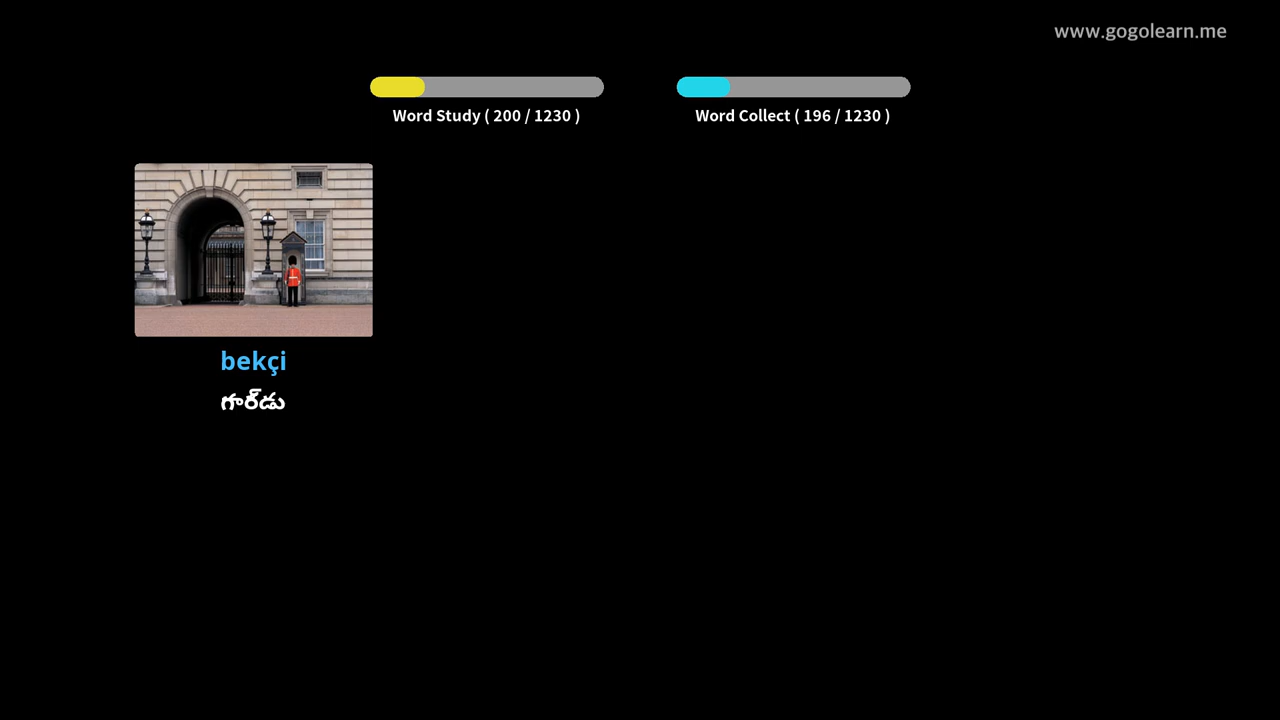 www.gogolearn.me
Word Study ( 200 / 1230 )
Word Collect ( 196 / 1230 )
bekçi
గార్డు